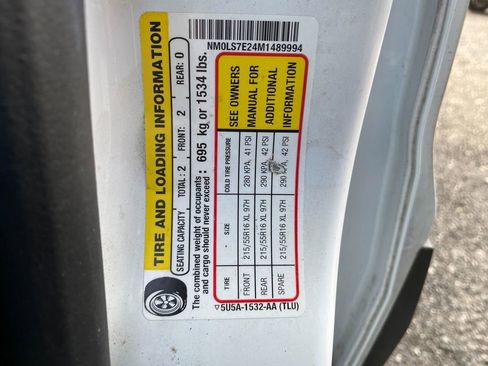 NM0LS7E24M1489994
TIRE AND LOADING INFORMATION
SEATING CAPACITY TOTAL: 2 FRONT: 2 REAR: 0
The combined weight of occupants and cargo should never exceed : 695 kg or 1534 lbs.
TIRE SIZE COLD TIRE PRESSURE
FRONT 215/55R16 XL 97H 280 KPA, 41 PSI
REAR 215/55R16 XL 97H 290 KPA, 42 PSI
SPARE 215/55R16 XL 97H 290 KPA, 42 PSI
SEE OWNERS
MANUAL FOR
ADDITIONAL
INFORMATION
▽5U5A-1532-AA (TLU)